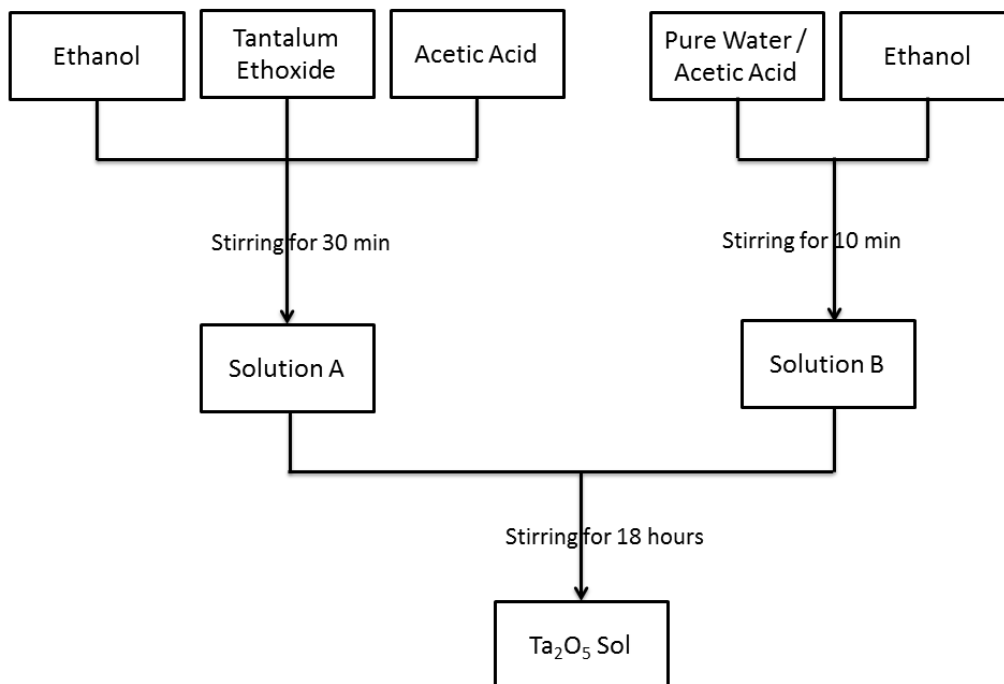 Ethanol
Tantalum
Ethoxide
Acetic Acid
Pure Water /
Acetic Acid
Ethanol
Stirring for 30 min
Stirring for 10 min
Solution A
Solution B
Stirring for 18 hours
Ta₂O₅ Sol